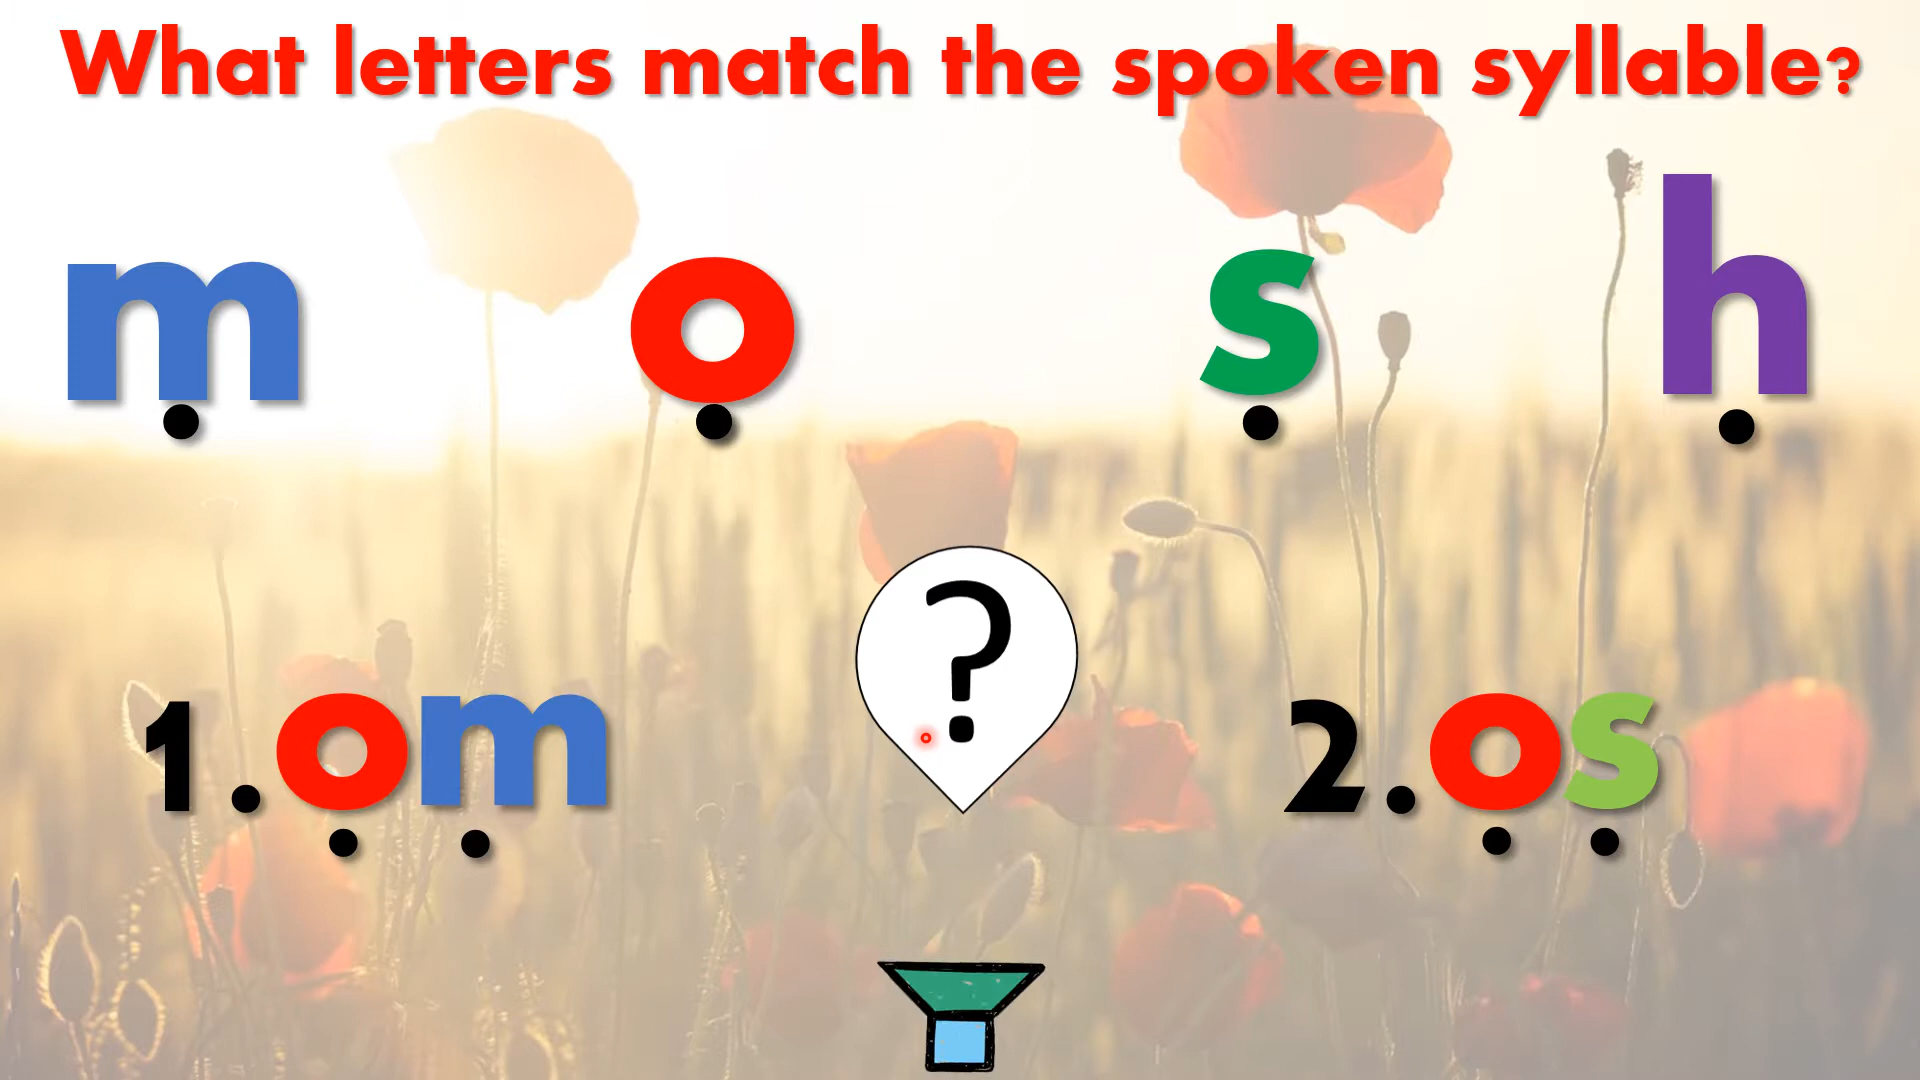 What letters match the spoken syllable?
m o s h
?
1. om 2. os